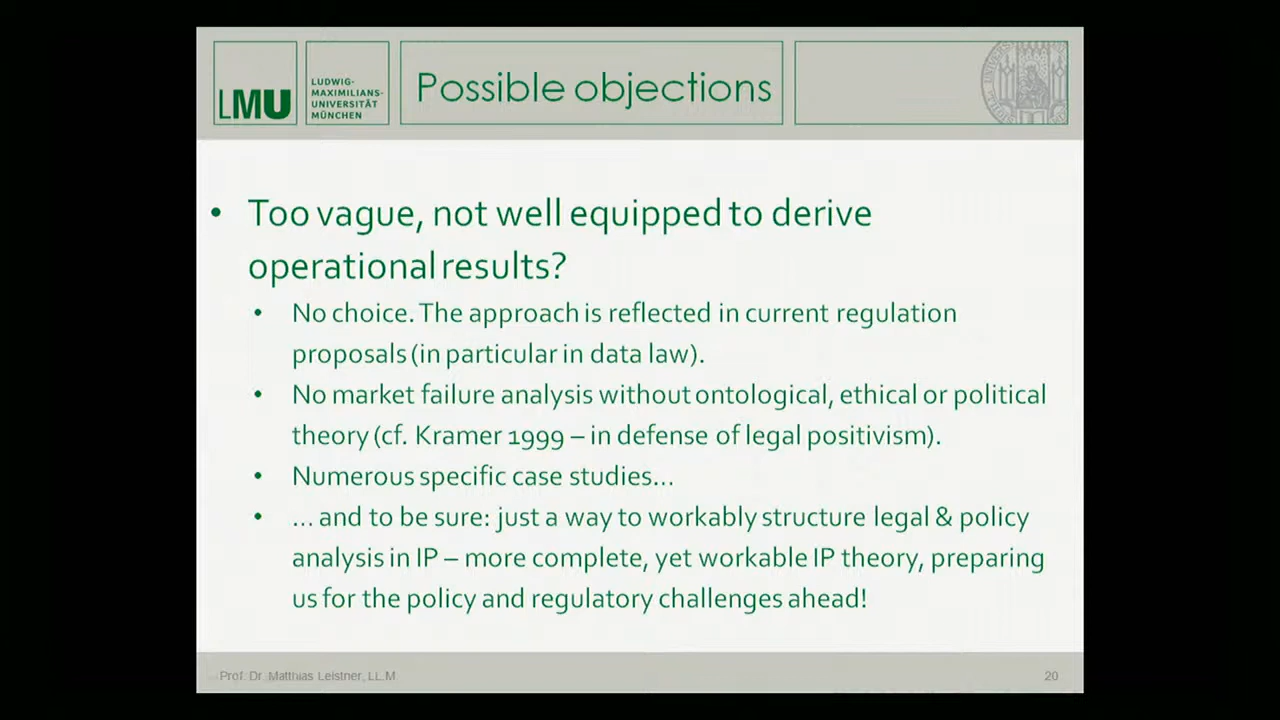 LMU
LUDWIG-
MAXIMILIANS-
UNIVERSITÄT
MÜNCHEN
Possible objections
• Too vague, not well equipped to derive
operational results?
• No choice. The approach is reflected in current regulation
proposals (in particular in data law).
• No market failure analysis without ontological, ethical or political
theory (cf. Kramer 1999 – in defense of legal positivism).
• Numerous specific case studies…
• … and to be sure: just a way to workably structure legal & policy
analysis in IP – more complete, yet workable IP theory, preparing
us for the policy and regulatory challenges ahead!
Prof. Dr. Matthias Leistner, LL.M
20